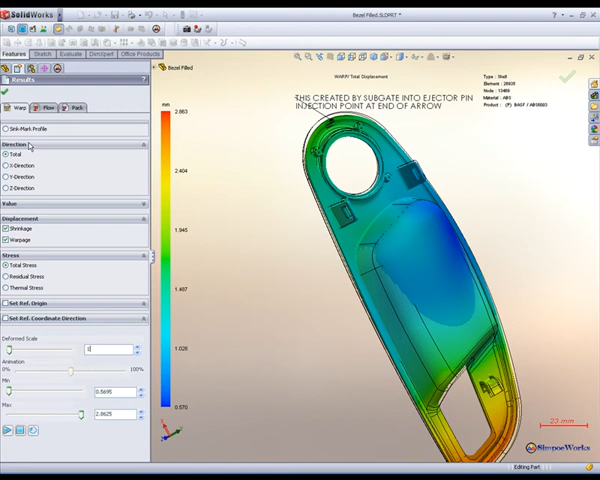 SolidWorks
Bezel Filled.SLDPRT *
Features
Sketch
Evaluate
DimXpert
Office Products
Results
Bezel Filled
Warp
Flow
Pack
Sink-Mark Profile
Direction
Total
X-Direction
Y-Direction
Z-Direction
Value
Displacement
Shrinkage
Warpage
Stress
Total Stress
Residual Stress
Thermal Stress
Set Ref. Origin
Set Ref. Coordinate Direction
Deformed Scale
1
Animation
0%
100%
Min
0.5695
Max
2.8625
WARP/ Total Displacement
THIS CREATED BY SUBGATE INTO EJECTOR PIN
INJECTION POINT AT END OF ARROW
Type : Shell
Material : ABS
mm
2.863
2.404
1.945
1.487
1.028
0.570
23 mm
SimpoeWorks
Editing Part